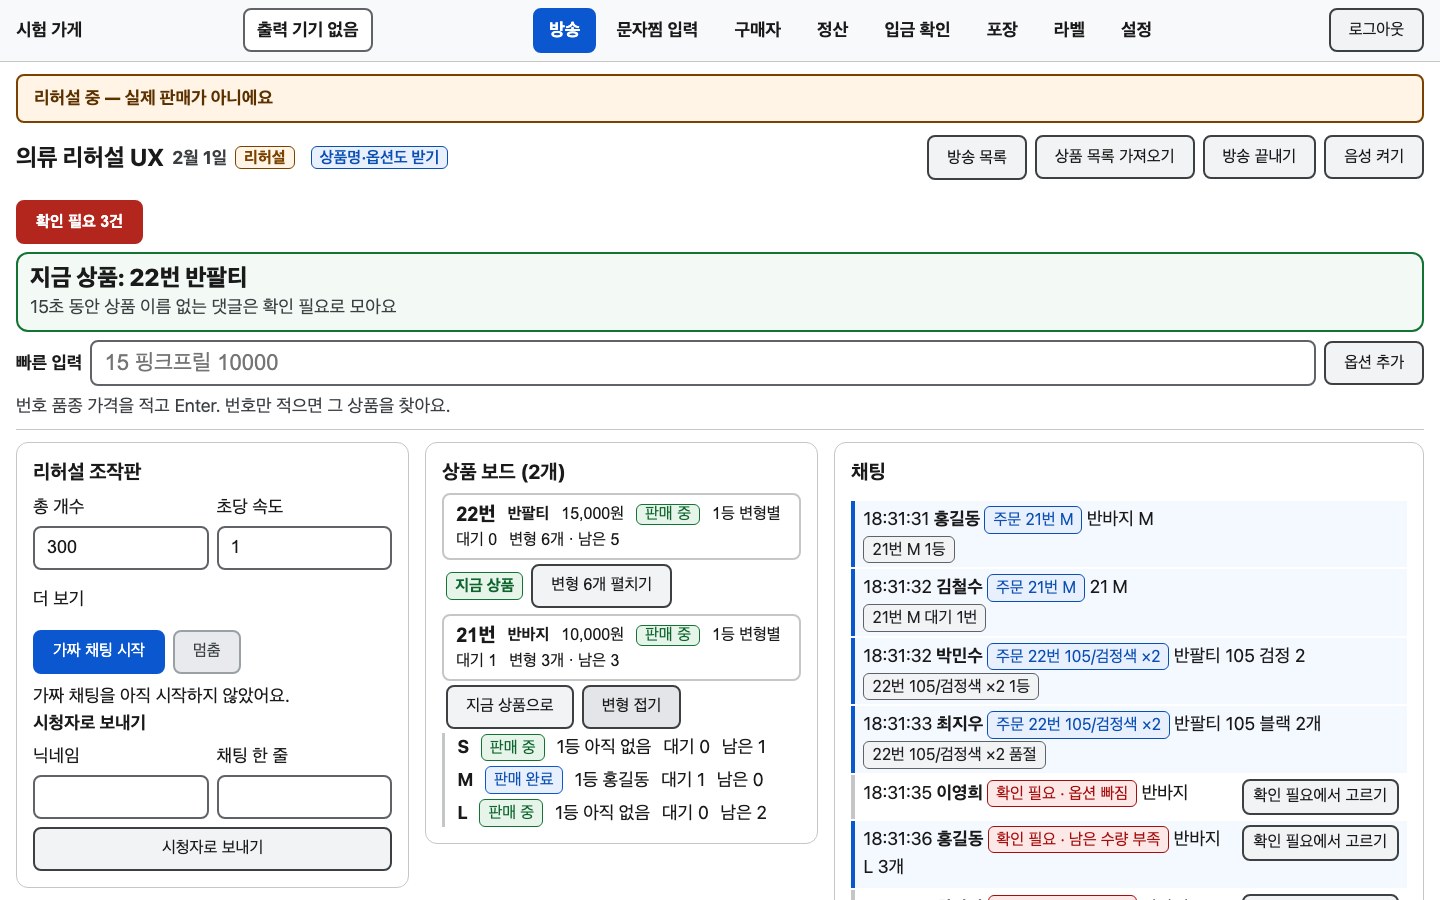 시험 가게
출력 기기 없음
방송 문자찜 입력 구매자 정산 입금 확인 포장 라벨 설정
로그아웃
리허설 중 — 실제 판매가 아니에요
의류 리허설 UX 2월 1일 리허설 상품명·옵션도 받기
방송 목록 상품 목록 가져오기 방송 끝내기 음성 켜기
확인 필요 3건
지금 상품: 22번 반팔티
15초 동안 상품 이름 없는 댓글은 확인 필요로 모아요
빠른 입력 15 핑크프릴 10000 옵션 추가
번호 품종 가격을 적고 Enter. 번호만 적으면 그 상품을 찾아요.
리허설 조작판
총 개수 초당 속도
300 1
더 보기
가짜 채팅 시작 멈춤
가짜 채팅을 아직 시작하지 않았어요.
시청자로 보내기
닉네임 채팅 한 줄
시청자로 보내기
상품 보드 (2개)
22번 반팔티 15,000원 판매 중 1등 변형별
대기 0 변형 6개 · 남은 5
지금 상품 변형 6개 펼치기
21번 반바지 10,000원 판매 중 1등 변형별
대기 1 변형 3개 · 남은 3
지금 상품으로 변형 접기
S 판매 중 1등 아직 없음 대기 0 남은 1
M 판매 완료 1등 홍길동 대기 1 남은 0
L 판매 중 1등 아직 없음 대기 0 남은 2
채팅
18:31:31 홍길동 주문 21번 M 반바지 M
21번 M 1등
18:31:32 김철수 주문 21번 M 21 M
21번 M 대기 1번
18:31:32 박민수 주문 22번 105/검정색 ×2 반팔티 105 검정 2
22번 105/검정색 ×2 1등
18:31:33 최지우 주문 22번 105/검정색 ×2 반팔티 105 블랙 2개
22번 105/검정색 ×2 품절
18:31:35 이영희 확인 필요 · 옵션 빠짐 반바지 확인 필요에서 고르기
18:31:36 홍길동 확인 필요 · 남은 수량 부족 반바지 확인 필요에서 고르기
L 3개